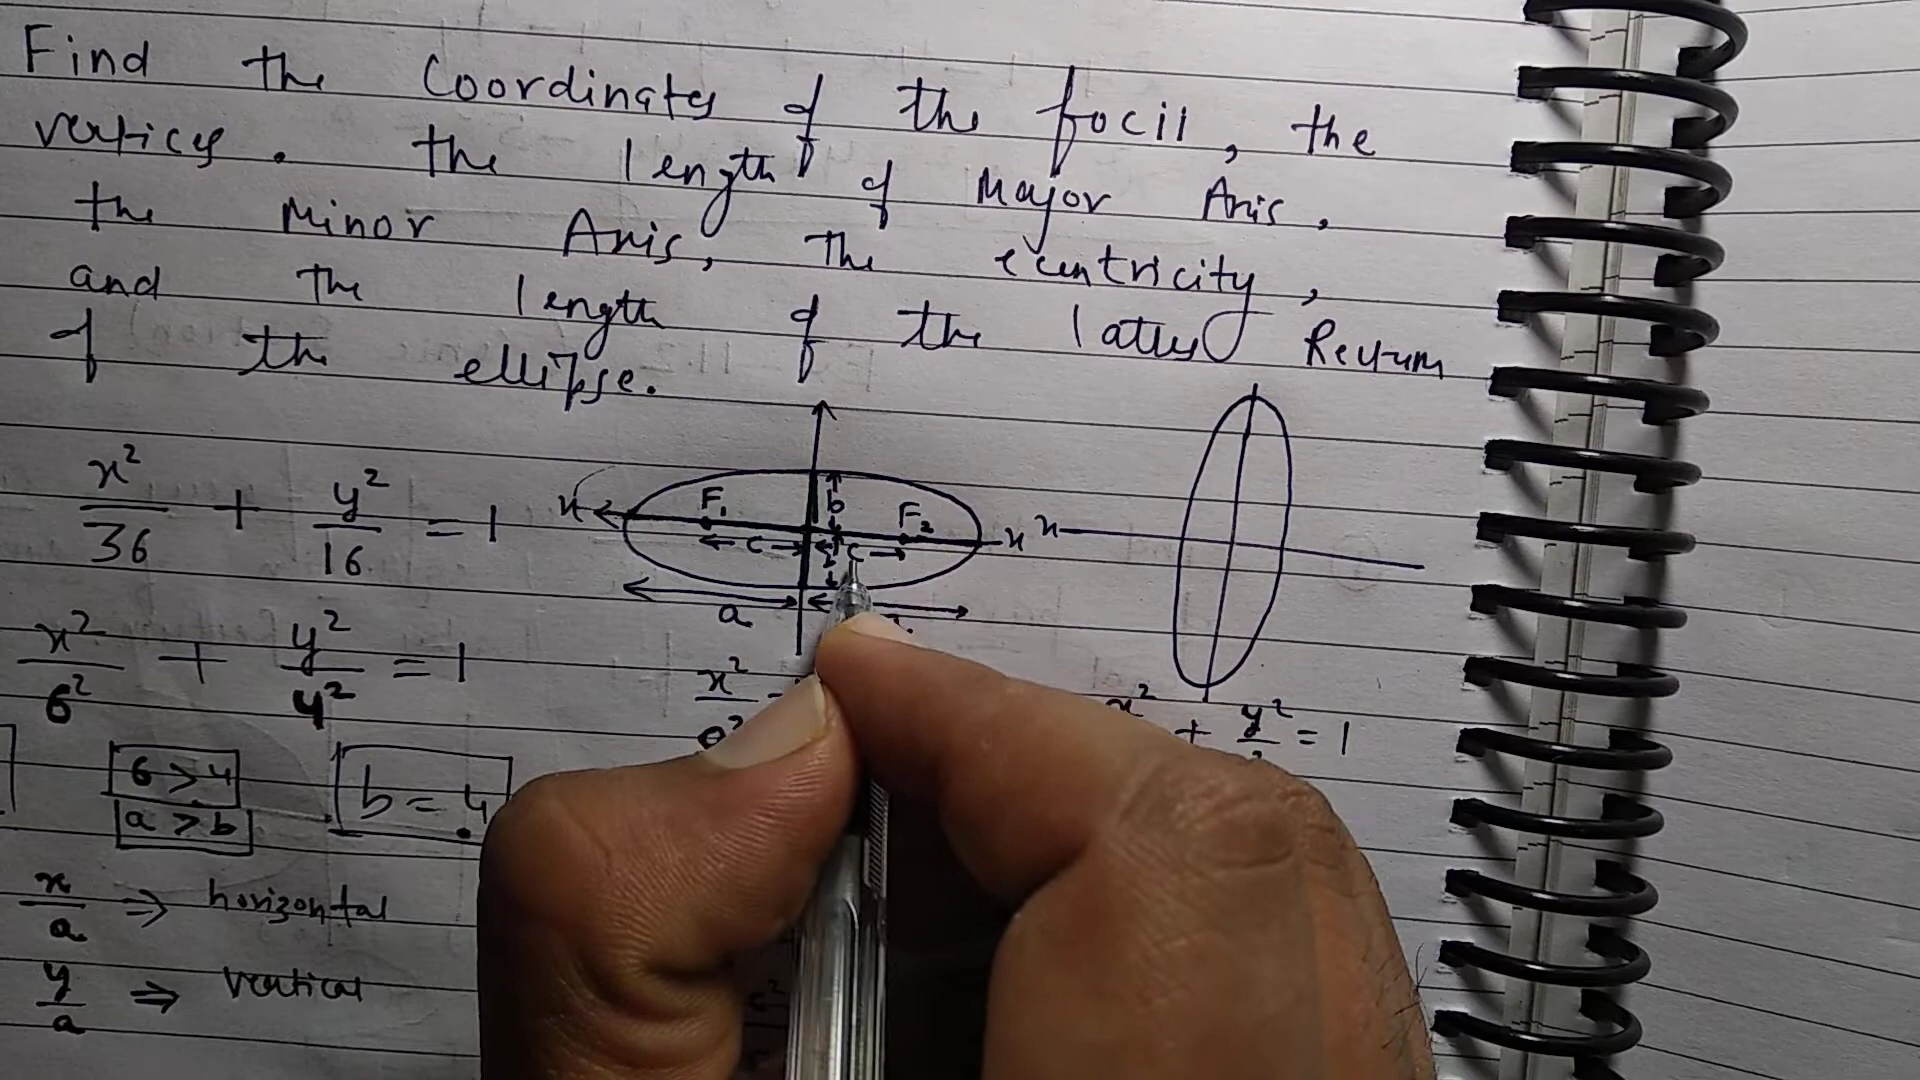 Find the Coordinates of the focii, the
vertices. the length of Major Axis,
the Minor Axis, The eccentricity,
and the length of the latus Rectum
of the ellipse.
x²/36 + y²/16 = 1
x F₁ b F₂ x x
c c
a
x²/6² + y²/4² = 1
x²
x² + y² = 1
6 > 4
a > b
b = 4
x/a ⇒ horizontal
y/a ⇒ vertical